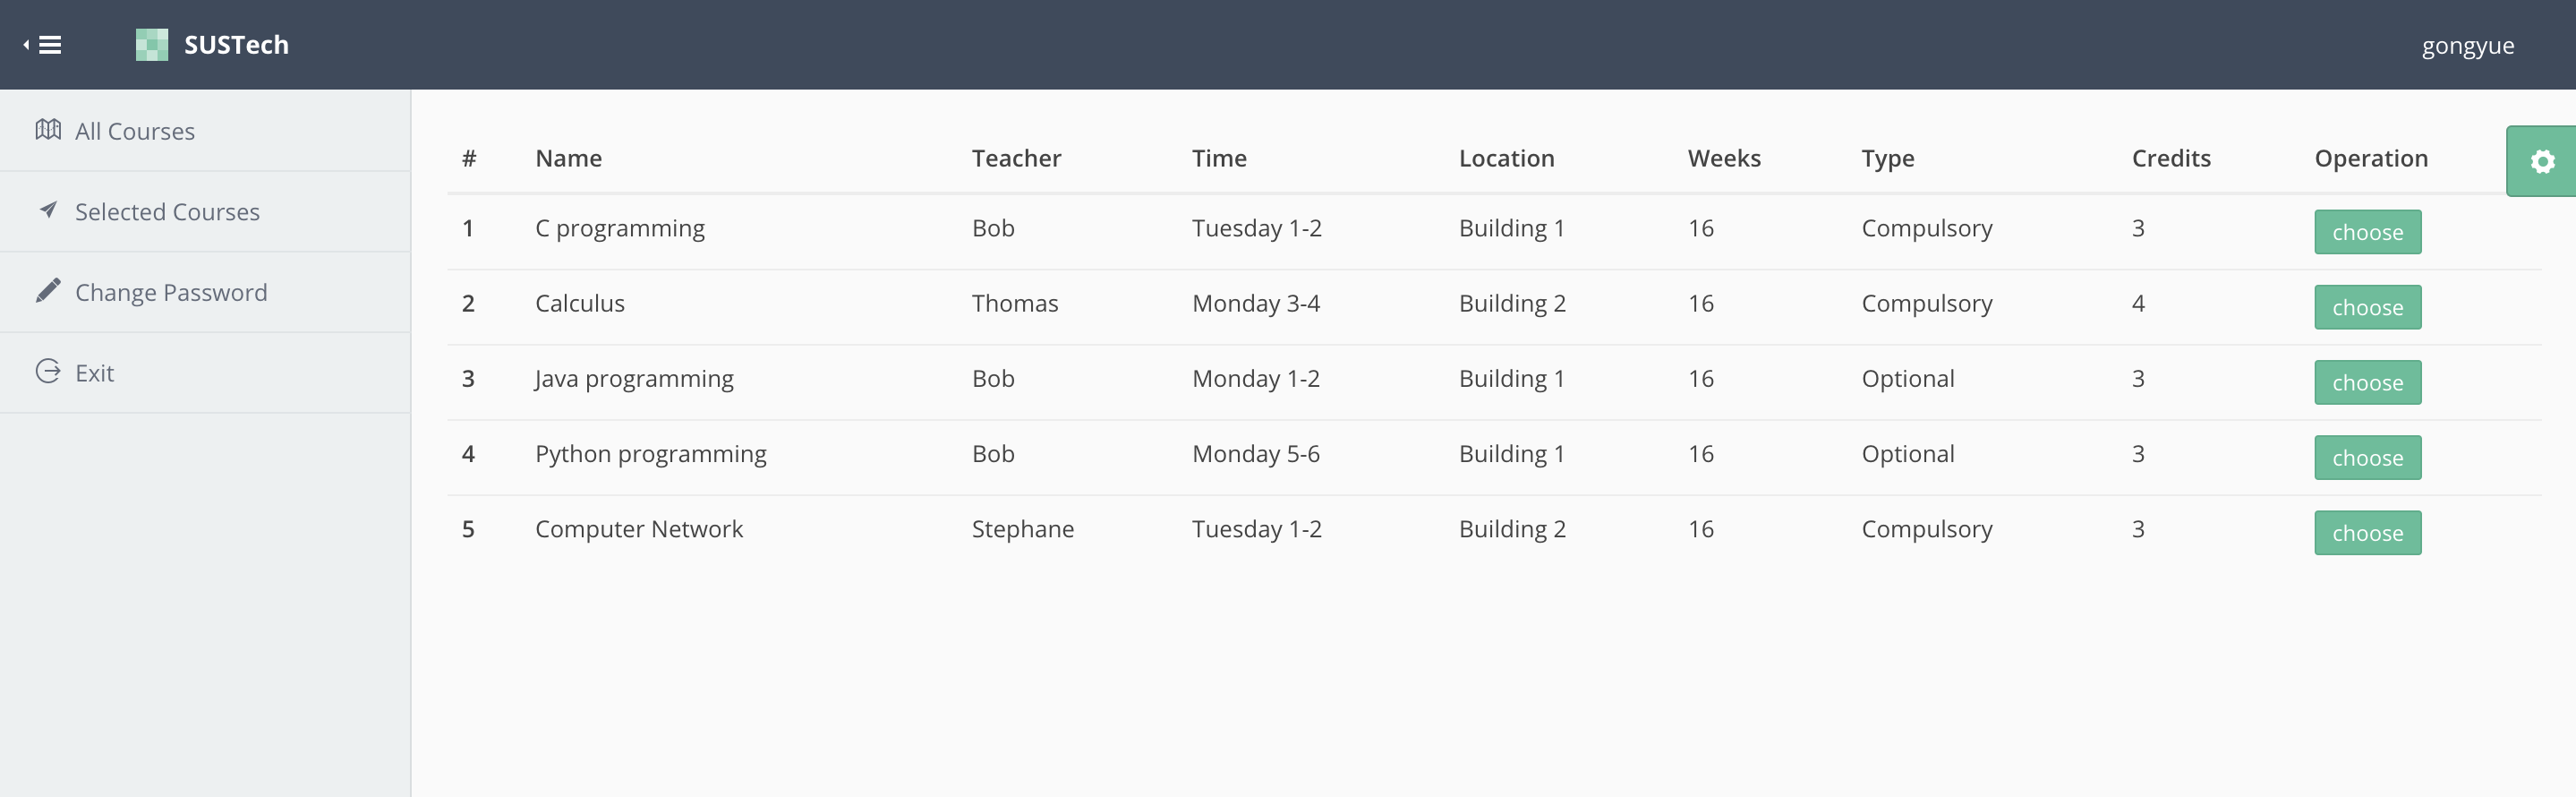 SUSTech
gongyue
All Courses
Selected Courses
Change Password
Exit
# Name Teacher Time Location Weeks Type Credits Operation
1 C programming Bob Tuesday 1-2 Building 1 16 Compulsory 3 choose
2 Calculus Thomas Monday 3-4 Building 2 16 Compulsory 4 choose
3 Java programming Bob Monday 1-2 Building 1 16 Optional 3 choose
4 Python programming Bob Monday 5-6 Building 1 16 Optional 3 choose
5 Computer Network Stephane Tuesday 1-2 Building 2 16 Compulsory 3 choose